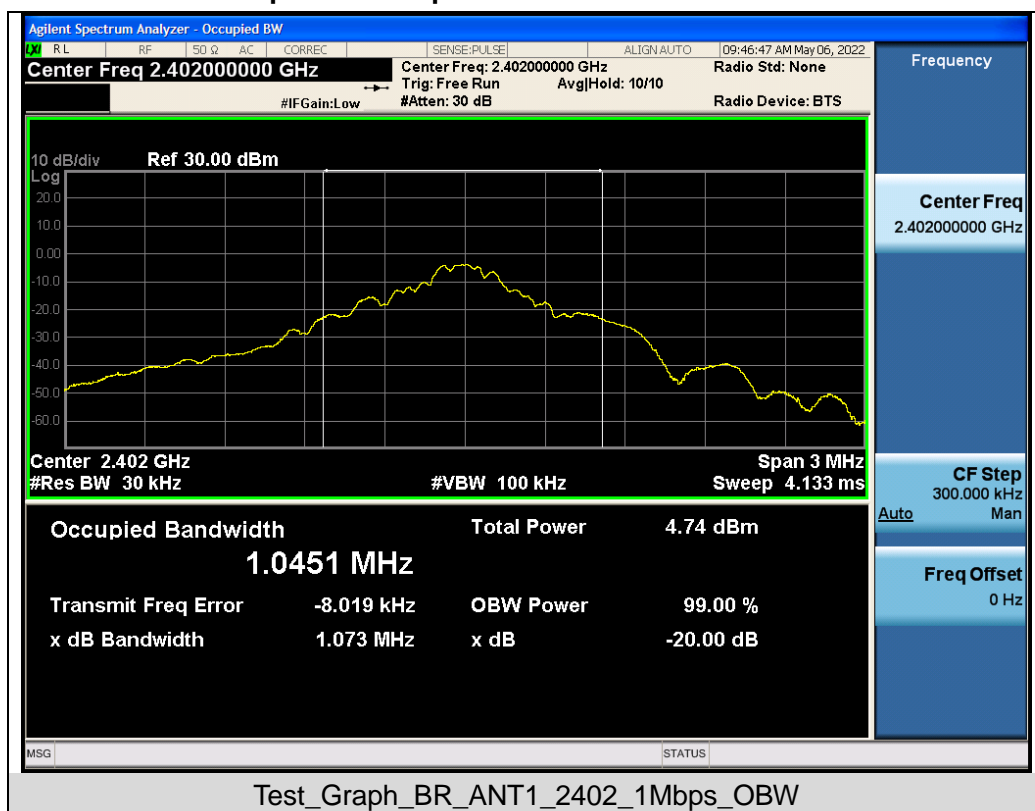 Agilent Spectrum Analyzer - Occupied BW
LXI RL RF 50 Ω AC CORREC SENSE:PULSE ALIGN AUTO 09:46:47 AM May 06, 2022
Center Freq 2.402000000 GHz Center Freq: 2.402000000 GHz Radio Std: None
Trig: Free Run Avg|Hold: 10/10
#IFGain:Low #Atten: 30 dB Radio Device: BTS
10 dB/div Ref 30.00 dBm
Log
20.0
10.0
0.00
-10.0
-20.0
-30.0
-40.0
-50.0
-60.0
Center 2.402 GHz Span 3 MHz
#Res BW 30 kHz #VBW 100 kHz Sweep 4.133 ms
Occupied Bandwidth Total Power 4.74 dBm
1.0451 MHz
Transmit Freq Error -8.019 kHz OBW Power 99.00 %
x dB Bandwidth 1.073 MHz x dB -20.00 dB
MSG STATUS
Frequency
Center Freq
2.402000000 GHz
CF Step
300.000 kHz
Auto Man
Freq Offset
0 Hz
Test_Graph_BR_ANT1_2402_1Mbps_OBW